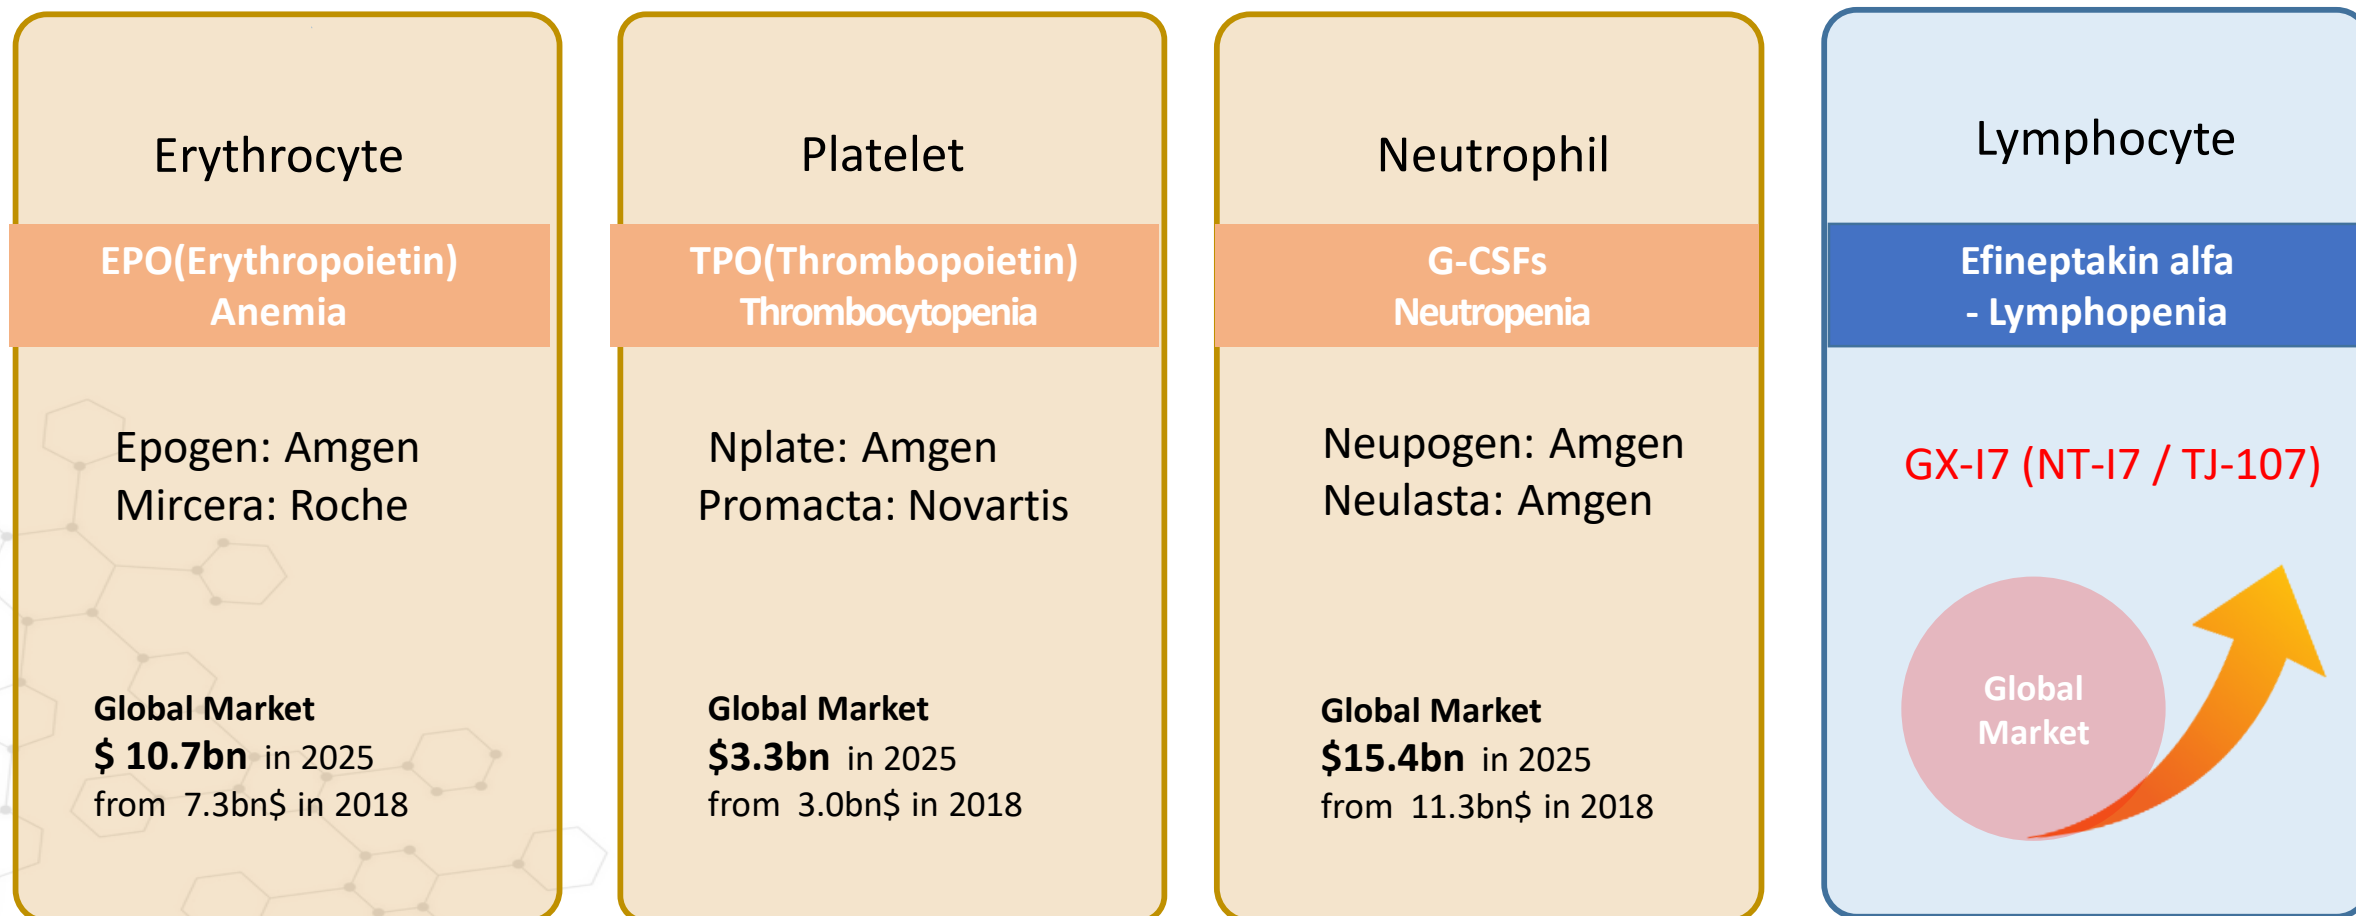 Erythrocyte
EPO(Erythropoietin)
Anemia
Epogen: Amgen
Mircera: Roche
Global Market
$ 10.7bn in 2025
from 7.3bn$ in 2018
Platelet
TPO(Thrombopoietin)
Thrombocytopenia
Nplate: Amgen
Promacta: Novartis
Global Market
$3.3bn in 2025
from 3.0bn$ in 2018
Neutrophil
G-CSFs
Neutropenia
Neupogen: Amgen
Neulasta: Amgen
Global Market
$15.4bn in 2025
from 11.3bn$ in 2018
Lymphocyte
Efineptakin alfa
- Lymphopenia
GX-I7 (NT-I7 / TJ-107)
Global
Market